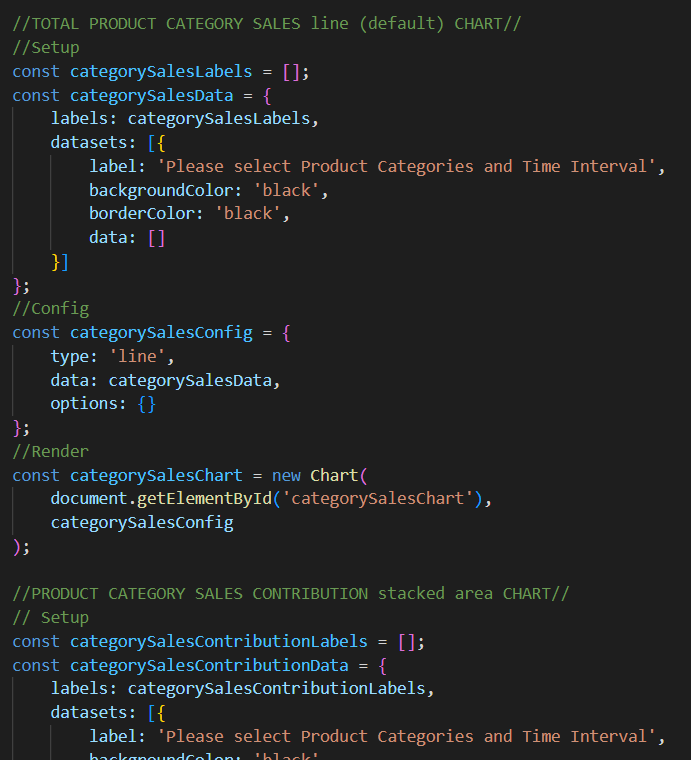 //TOTAL PRODUCT CATEGORY SALES line (default) CHART//
//Setup
const categorySalesLabels = [];
const categorySalesData = {
    labels: categorySalesLabels,
    datasets: [{
        label: 'Please select Product Categories and Time Interval',
        backgroundColor: 'black',
        borderColor: 'black',
        data: []
    }]
};
//Config
const categorySalesConfig = {
    type: 'line',
    data: categorySalesData,
    options: {}
};
//Render
const categorySalesChart = new Chart(
    document.getElementById('categorySalesChart'),
    categorySalesConfig
);

//PRODUCT CATEGORY SALES CONTRIBUTION stacked area CHART//
// Setup
const categorySalesContributionLabels = [];
const categorySalesContributionData = {
    labels: categorySalesContributionLabels,
    datasets: [{
        label: 'Please select Product Categories and Time Interval',
        backgroundColor: 'black'